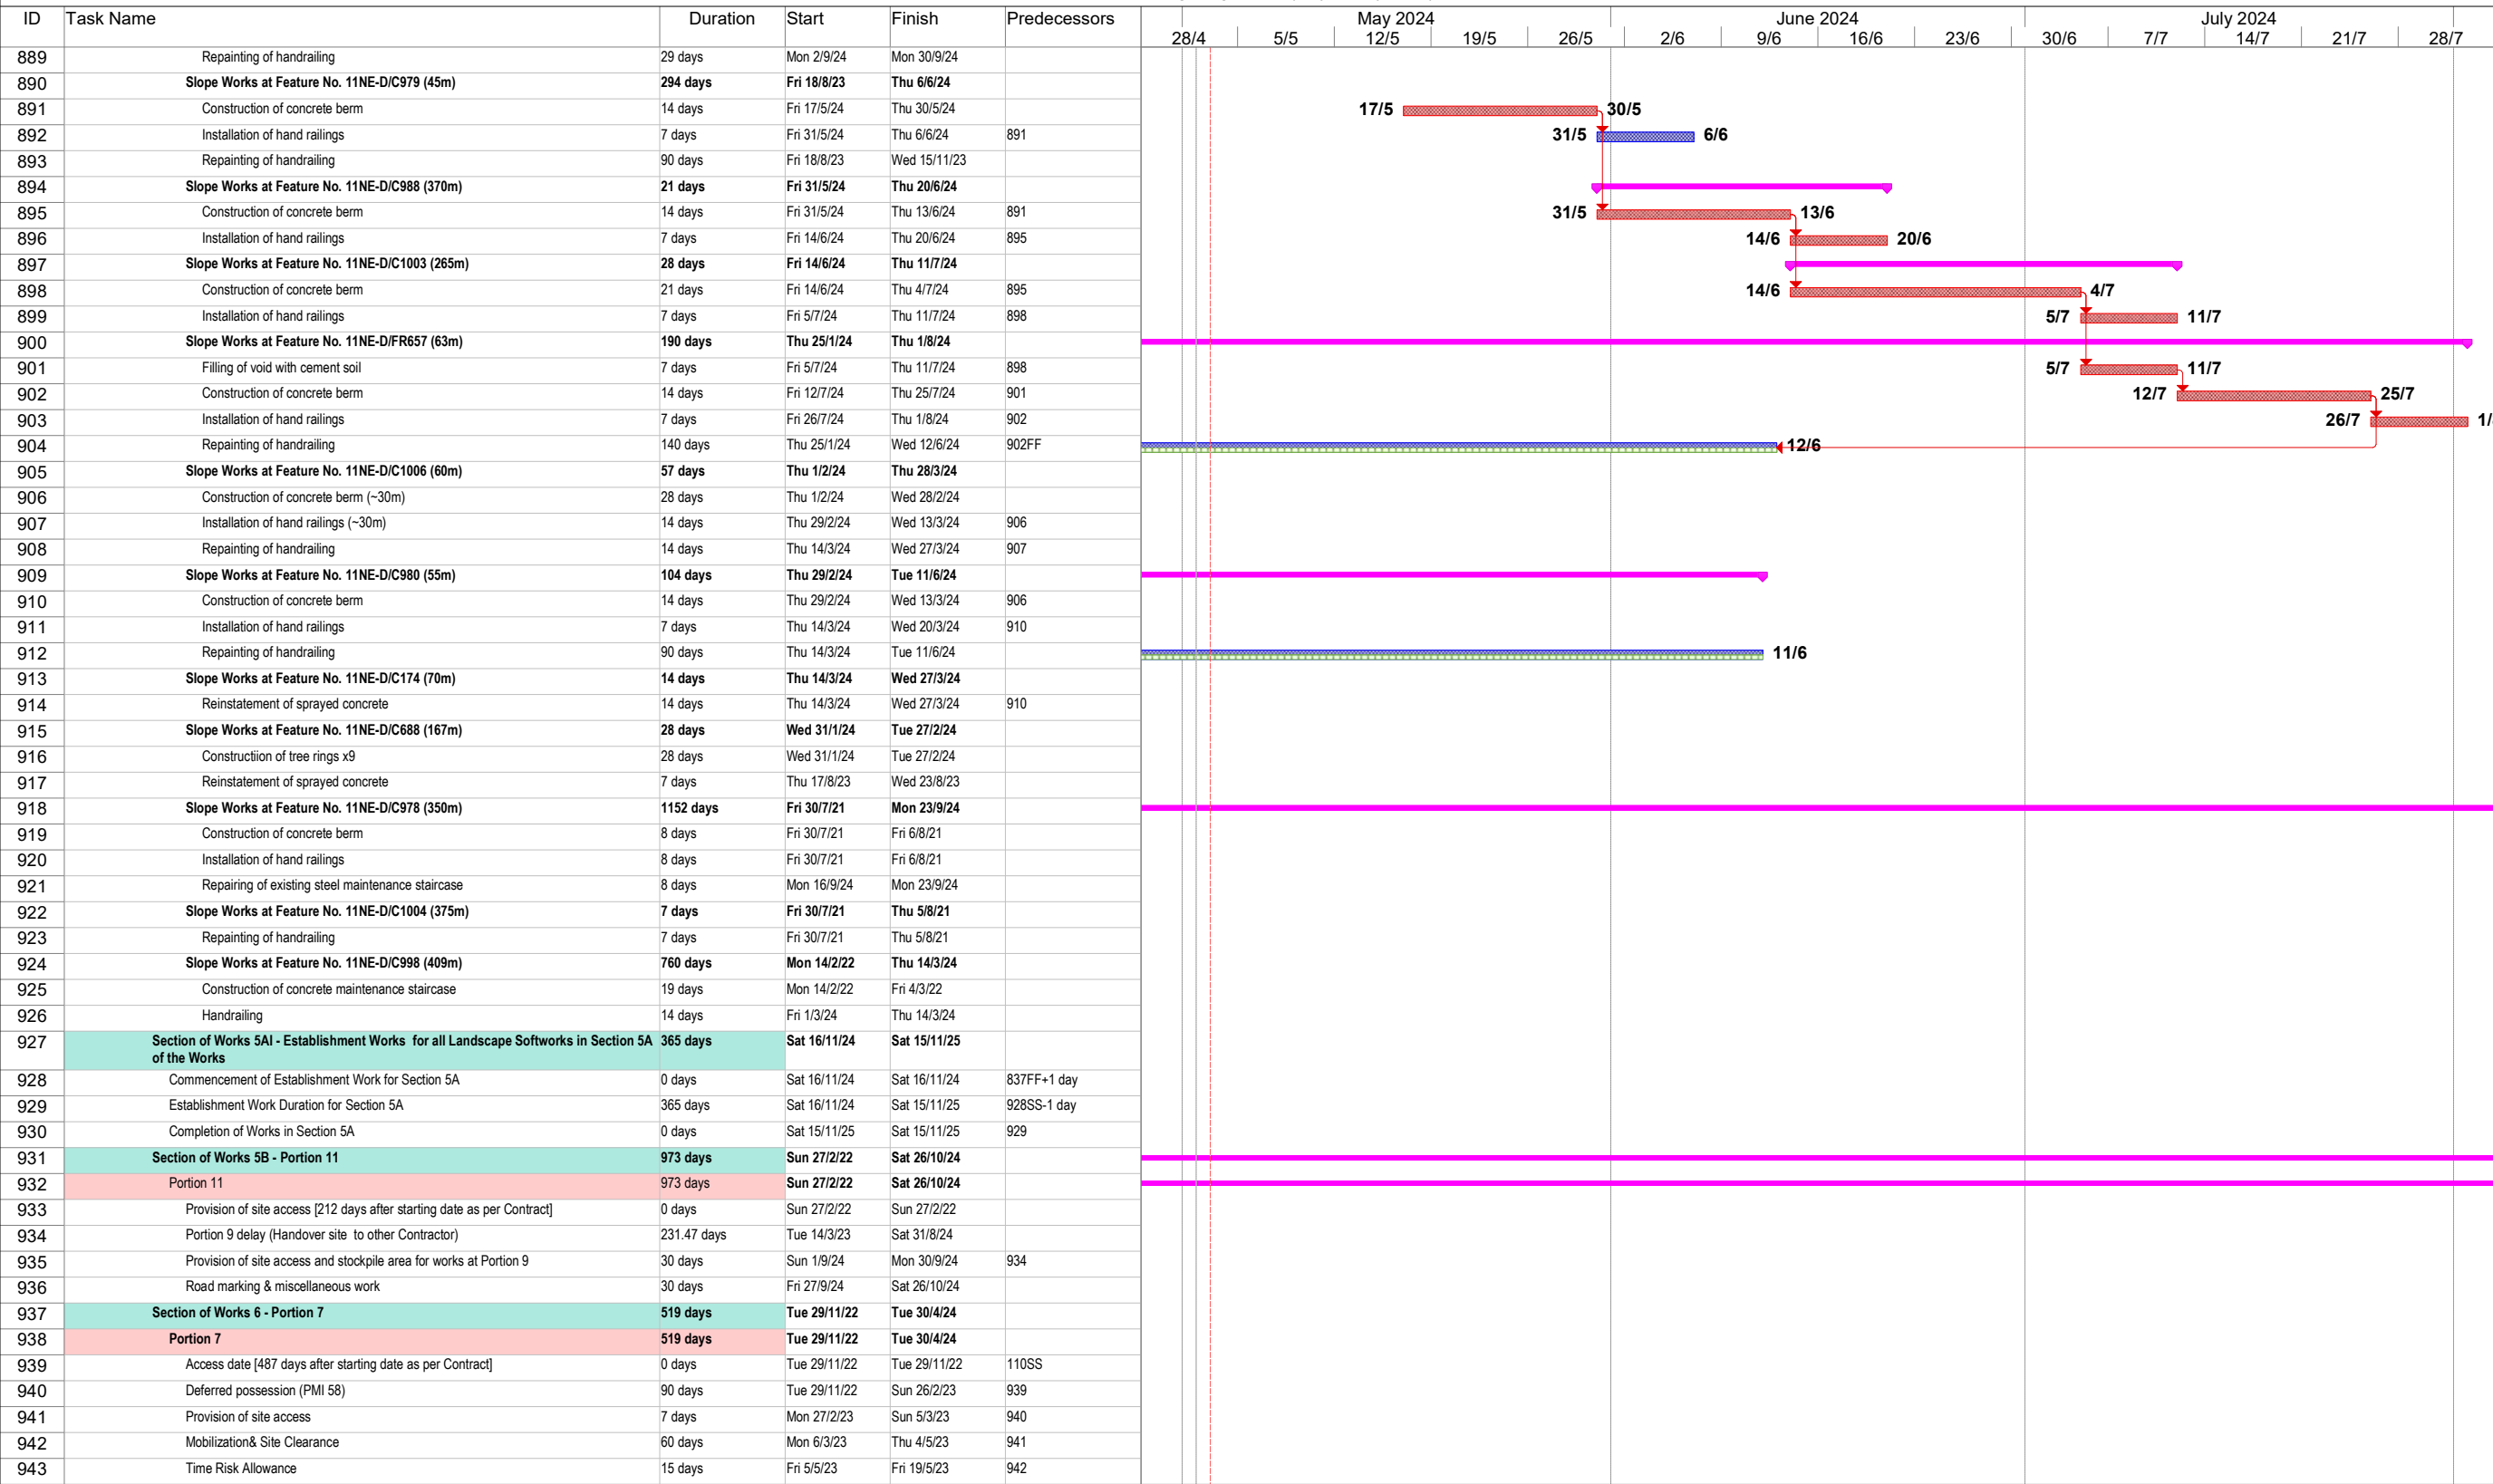 ID Task Name Duration Start Finish Predecessors May 2024 June 2024 July 2024
28/4 5/5 12/5 19/5 26/5 2/6 9/6 16/6 23/6 30/6 7/7 14/7 21/7 28/7
889 Repainting of handrailing 29 days Mon 2/9/24 Mon 30/9/24
890 Slope Works at Feature No. 11NE-D/C979 (45m) 294 days Fri 18/8/23 Thu 6/6/24
891 Construction of concrete berm 14 days Fri 17/5/24 Thu 30/5/24 17/5 30/5
892 Installation of hand railings 7 days Fri 31/5/24 Thu 6/6/24 891 31/5 6/6
893 Repainting of handrailing 90 days Fri 18/8/23 Wed 15/11/23
894 Slope Works at Feature No. 11NE-D/C988 (370m) 21 days Fri 31/5/24 Thu 20/6/24
895 Construction of concrete berm 14 days Fri 31/5/24 Thu 13/6/24 891 31/5 13/6
896 Installation of hand railings 7 days Fri 14/6/24 Thu 20/6/24 895 14/6 20/6
897 Slope Works at Feature No. 11NE-D/C1003 (265m) 28 days Fri 14/6/24 Thu 11/7/24
898 Construction of concrete berm 21 days Fri 14/6/24 Thu 4/7/24 895 14/6 4/7
899 Installation of hand railings 7 days Fri 5/7/24 Thu 11/7/24 898 5/7 11/7
900 Slope Works at Feature No. 11NE-D/FR657 (63m) 190 days Thu 25/1/24 Thu 1/8/24
901 Filling of void with cement soil 7 days Fri 5/7/24 Thu 11/7/24 898 5/7 11/7
902 Construction of concrete berm 14 days Fri 12/7/24 Thu 25/7/24 901 12/7 25/7
903 Installation of hand railings 7 days Fri 26/7/24 Thu 1/8/24 902 26/7 1/
904 Repainting of handrailing 140 days Thu 25/1/24 Wed 12/6/24 902FF 12/6
905 Slope Works at Feature No. 11NE-D/C1006 (60m) 57 days Thu 1/2/24 Thu 28/3/24
906 Construction of concrete berm (~30m) 28 days Thu 1/2/24 Wed 28/2/24
907 Installation of hand railings (~30m) 14 days Thu 29/2/24 Wed 13/3/24 906
908 Repainting of handrailing 14 days Thu 14/3/24 Wed 27/3/24 907
909 Slope Works at Feature No. 11NE-D/C980 (55m) 104 days Thu 29/2/24 Tue 11/6/24
910 Construction of concrete berm 14 days Thu 29/2/24 Wed 13/3/24 906
911 Installation of hand railings 7 days Thu 14/3/24 Wed 20/3/24 910
912 Repainting of handrailing 90 days Thu 14/3/24 Tue 11/6/24 11/6
913 Slope Works at Feature No. 11NE-D/C174 (70m) 14 days Thu 14/3/24 Wed 27/3/24
914 Reinstatement of sprayed concrete 14 days Thu 14/3/24 Wed 27/3/24 910
915 Slope Works at Feature No. 11NE-D/C688 (167m) 28 days Wed 31/1/24 Tue 27/2/24
916 Constructiion of tree rings x9 28 days Wed 31/1/24 Tue 27/2/24
917 Reinstatement of sprayed concrete 7 days Thu 17/8/23 Wed 23/8/23
918 Slope Works at Feature No. 11NE-D/C978 (350m) 1152 days Fri 30/7/21 Mon 23/9/24
919 Construction of concrete berm 8 days Fri 30/7/21 Fri 6/8/21
920 Installation of hand railings 8 days Fri 30/7/21 Fri 6/8/21
921 Repairing of existing steel maintenance staircase 8 days Mon 16/9/24 Mon 23/9/24
922 Slope Works at Feature No. 11NE-D/C1004 (375m) 7 days Fri 30/7/21 Thu 5/8/21
923 Repainting of handrailing 7 days Fri 30/7/21 Thu 5/8/21
924 Slope Works at Feature No. 11NE-D/C998 (409m) 760 days Mon 14/2/22 Thu 14/3/24
925 Construction of concrete maintenance staircase 19 days Mon 14/2/22 Fri 4/3/22
926 Handrailing 14 days Fri 1/3/24 Thu 14/3/24
927 Section of Works 5AI - Establishment Works for all Landscape Softworks in Section 5A 365 days Sat 16/11/24 Sat 15/11/25
of the Works
928 Commencement of Establishment Work for Section 5A 0 days Sat 16/11/24 Sat 16/11/24 837FF+1 day
929 Establishment Work Duration for Section 5A 365 days Sat 16/11/24 Sat 15/11/25 928SS-1 day
930 Completion of Works in Section 5A 0 days Sat 15/11/25 Sat 15/11/25 929
931 Section of Works 5B - Portion 11 973 days Sun 27/2/22 Sat 26/10/24
932 Portion 11 973 days Sun 27/2/22 Sat 26/10/24
933 Provision of site access [212 days after starting date as per Contract] 0 days Sun 27/2/22 Sun 27/2/22
934 Portion 9 delay (Handover site to other Contractor) 231.47 days Tue 14/3/23 Sat 31/8/24
935 Provision of site access and stockpile area for works at Portion 9 30 days Sun 1/9/24 Mon 30/9/24 934
936 Road marking & miscellaneous work 30 days Fri 27/9/24 Sat 26/10/24
937 Section of Works 6 - Portion 7 519 days Tue 29/11/22 Tue 30/4/24
938 Portion 7 519 days Tue 29/11/22 Tue 30/4/24
939 Access date [487 days after starting date as per Contract] 0 days Tue 29/11/22 Tue 29/11/22 110SS
940 Deferred possession (PMI 58) 90 days Tue 29/11/22 Sun 26/2/23 939
941 Provision of site access 7 days Mon 27/2/23 Sun 5/3/23 940
942 Mobilization& Site Clearance 60 days Mon 6/3/23 Thu 4/5/23 941
943 Time Risk Allowance 15 days Fri 5/5/23 Fri 19/5/23 942